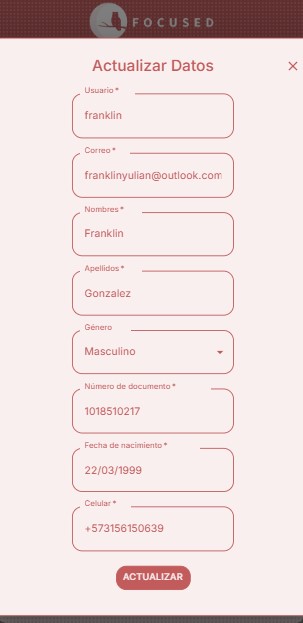 FOCUSED
Actualizar Datos
Usuario *
franklin
Correo *
franklinyulian@outlook.com
Nombres *
Franklin
Apellidos *
Gonzalez
Género
Masculino
Número de documento *
1018510217
Fecha de nacimiento *
22/03/1999
Celular *
+573156150639
ACTUALIZAR